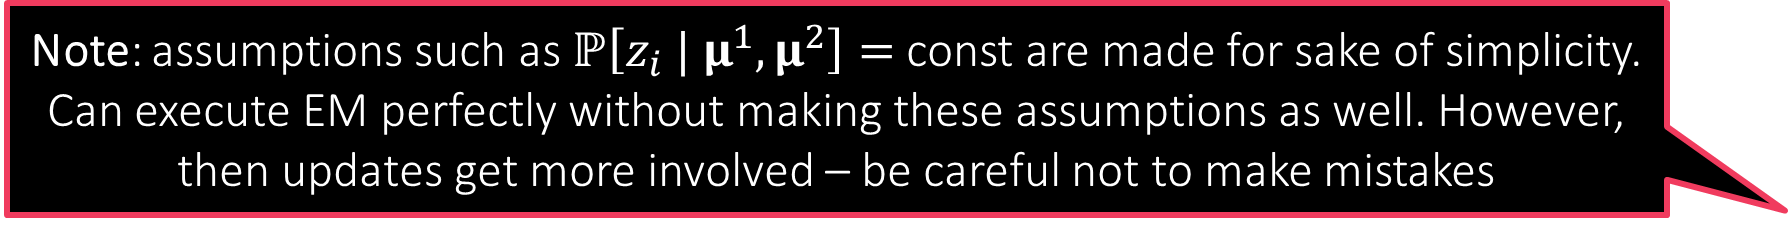 Note: assumptions such as ℙ[𝑧ᵢ | 𝛍¹, 𝛍²] = const are made for sake of simplicity.
Can execute EM perfectly without making these assumptions as well. However,
then updates get more involved – be careful not to make mistakes